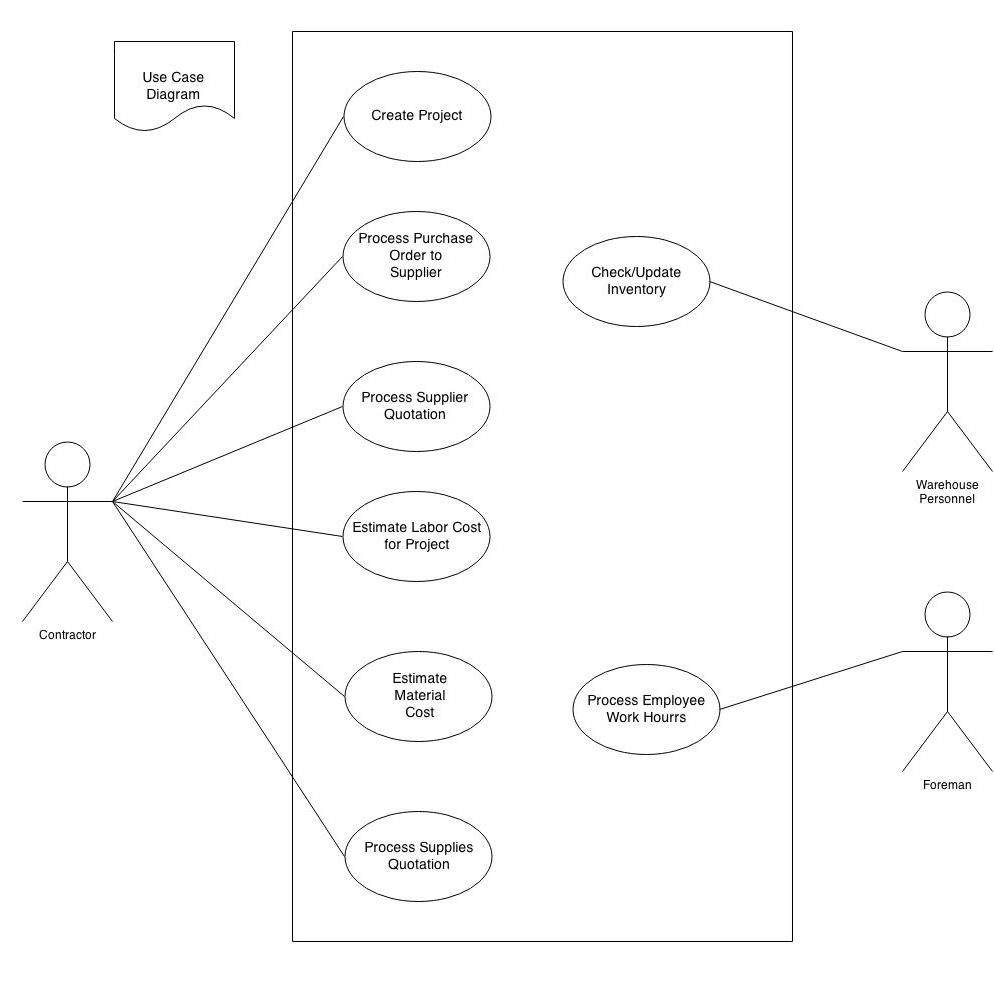 Use Case
Diagram
Create Project
Process Purchase
Order to
Supplier
Check/Update
Inventory
Process Supplier
Quotation
Warehouse
Personnel
Estimate Labor Cost
for Project
Contractor
Estimate
Material
Cost
Process Employee
Work Hourrs
Foreman
Process Supplies
Quotation